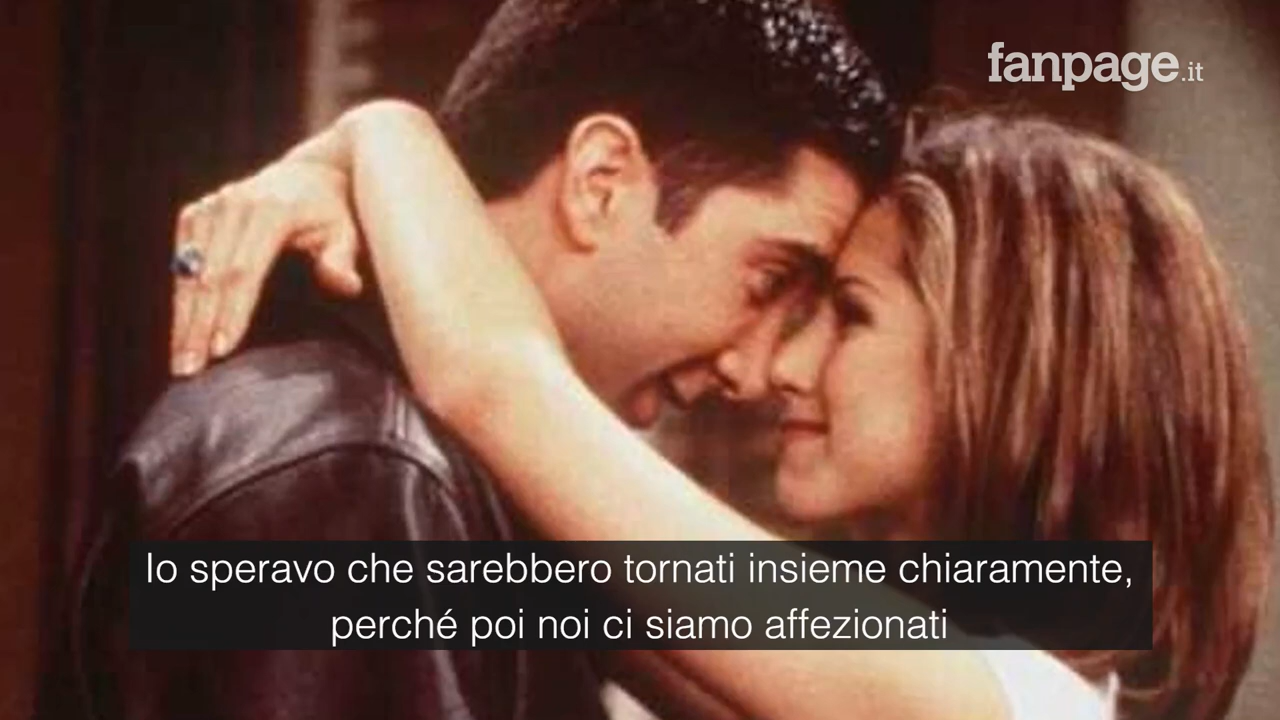 fanpage.it
Io speravo che sarebbero tornati insieme chiaramente,
perché poi noi ci siamo affezionati